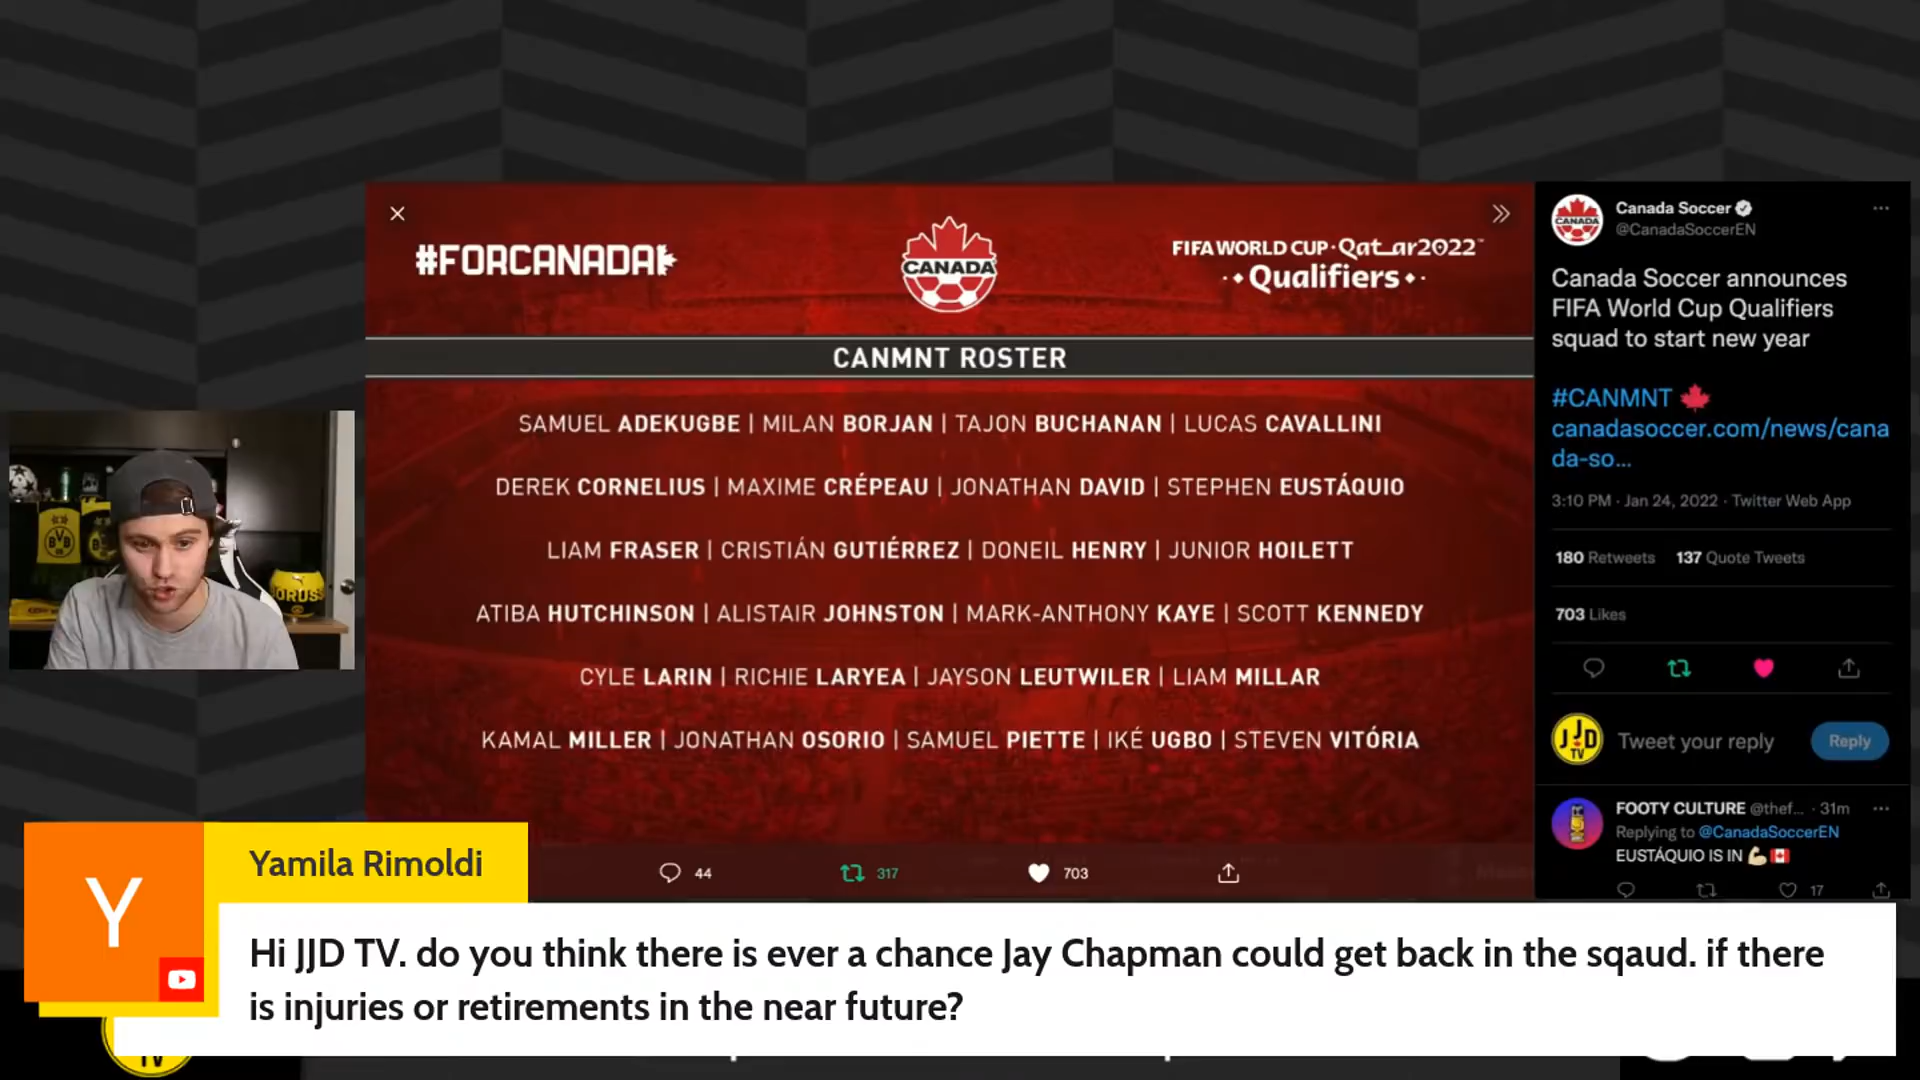 #FORCANADA
CANADA
FIFA WORLD CUP · Qatar2022™
Qualifiers
CANMNT ROSTER
SAMUEL ADEKUGBE | MILAN BORJAN | TAJON BUCHANAN | LUCAS CAVALLINI
DEREK CORNELIUS | MAXIME CRÉPEAU | JONATHAN DAVID | STEPHEN EUSTÁQUIO
LIAM FRASER | CRISTIÁN GUTIÉRREZ | DONEIL HENRY | JUNIOR HOILETT
ATIBA HUTCHINSON | ALISTAIR JOHNSTON | MARK-ANTHONY KAYE | SCOTT KENNEDY
CYLE LARIN | RICHIE LARYEA | JAYSON LEUTWILER | LIAM MILLAR
KAMAL MILLER | JONATHAN OSORIO | SAMUEL PIETTE | IKÉ UGBO | STEVEN VITÓRIA
44 317 703
CANADA
Canada Soccer
@CanadaSoccerEN
Canada Soccer announces
FIFA World Cup Qualifiers
squad to start new year
#CANMNT 🍁
canadasoccer.com/news/cana
da-so...
3:10 PM · Jan 24, 2022 · Twitter Web App
180 Retweets 137 Quote Tweets
703 Likes
JJD
TV
Tweet your reply
Reply
FOOTY CULTURE @thef... · 31m
Replying to @CanadaSoccerEN
EUSTÁQUIO IS IN 💪🇨🇦
17
BVB
Y
Yamila Rimoldi
Hi JJD TV. do you think there is ever a chance Jay Chapman could get back in the sqaud. if there
is injuries or retirements in the near future?
TV